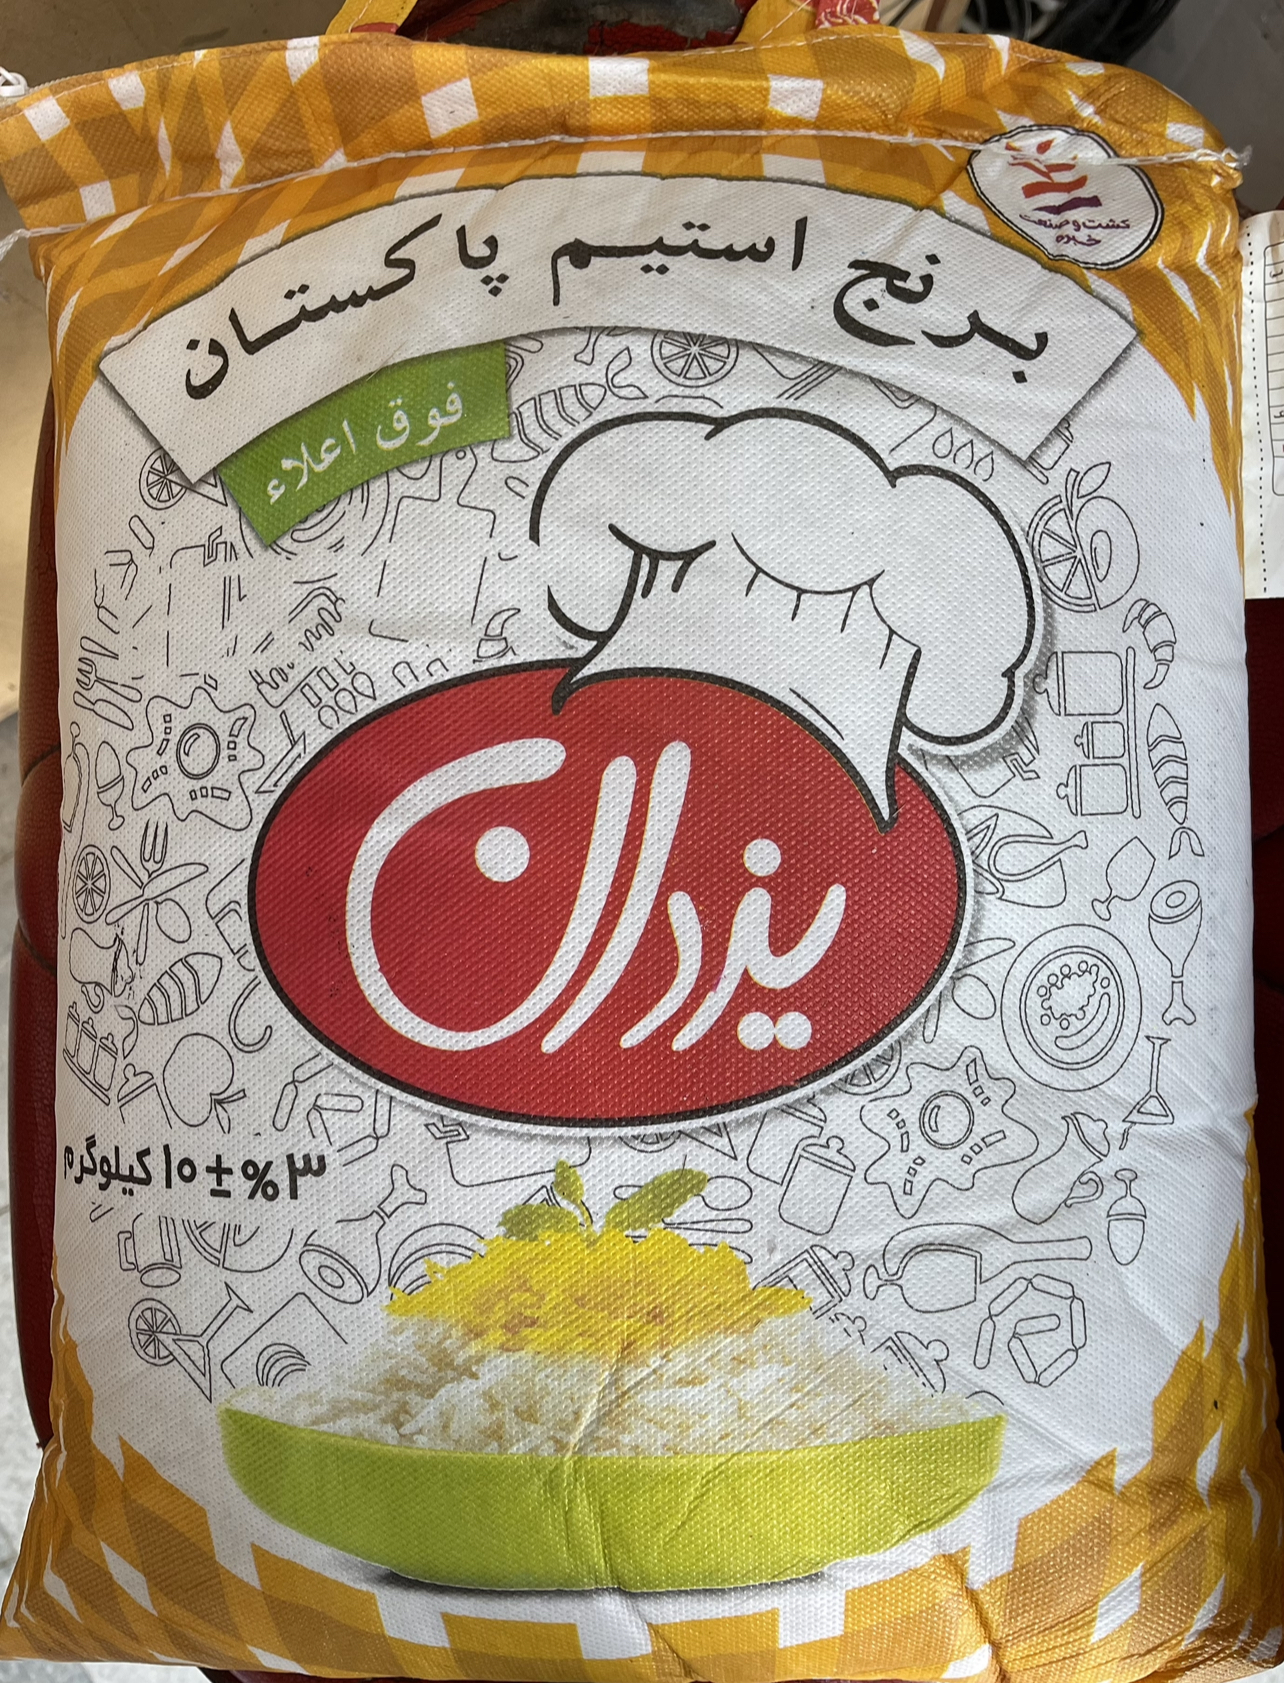 برنج استیم پاکستان
فوق اعلاء
کشت و صنعت
یزدان
۱۰ کیلوگرم ± %۳